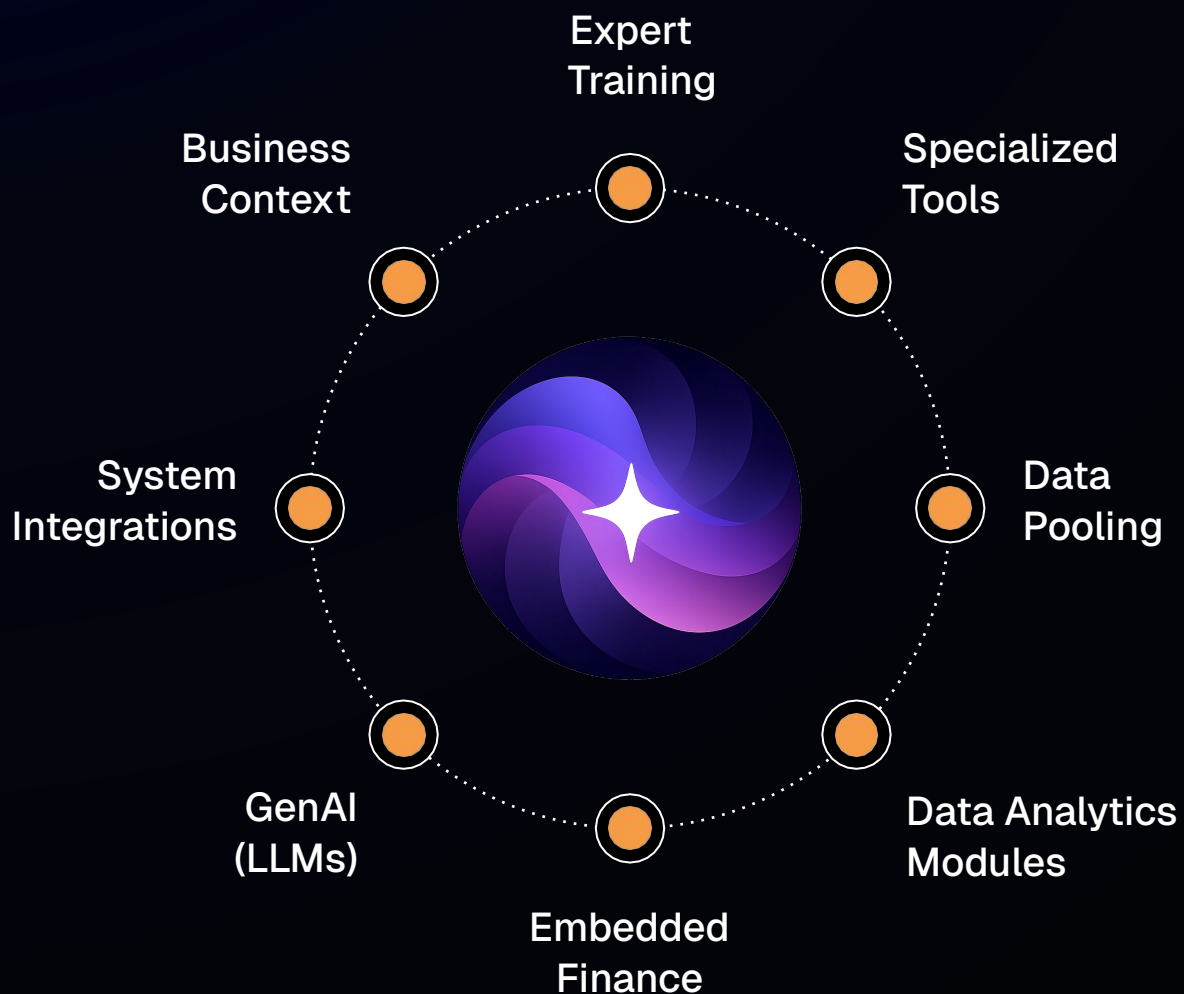 Expert
Training
Business
Context
Specialized
Tools
System
Integrations
Data
Pooling
GenAI
(LLMs)
Data Analytics
Modules
Embedded
Finance